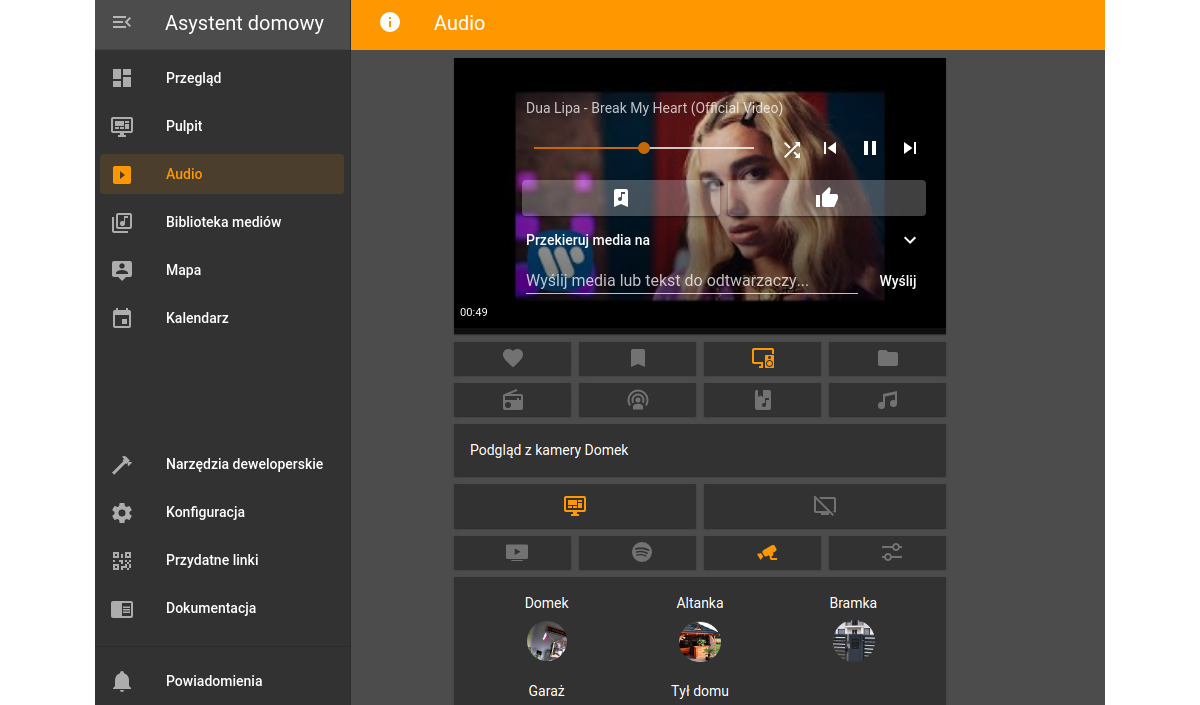 Asystent domowy
Audio
Przegląd
Pulpit
Audio
Biblioteka mediów
Mapa
Kalendarz
Narzędzia deweloperskie
Konfiguracja
Przydatne linki
Dokumentacja
Powiadomienia
Dua Lipa - Break My Heart (Official Video)
Przekieruj media na
Wyślij media lub tekst do odtwarzaczy...
Wyślij
00:49
Podgląd z kamery Domek
Domek
Altanka
Bramka
Garaż
Tył domu